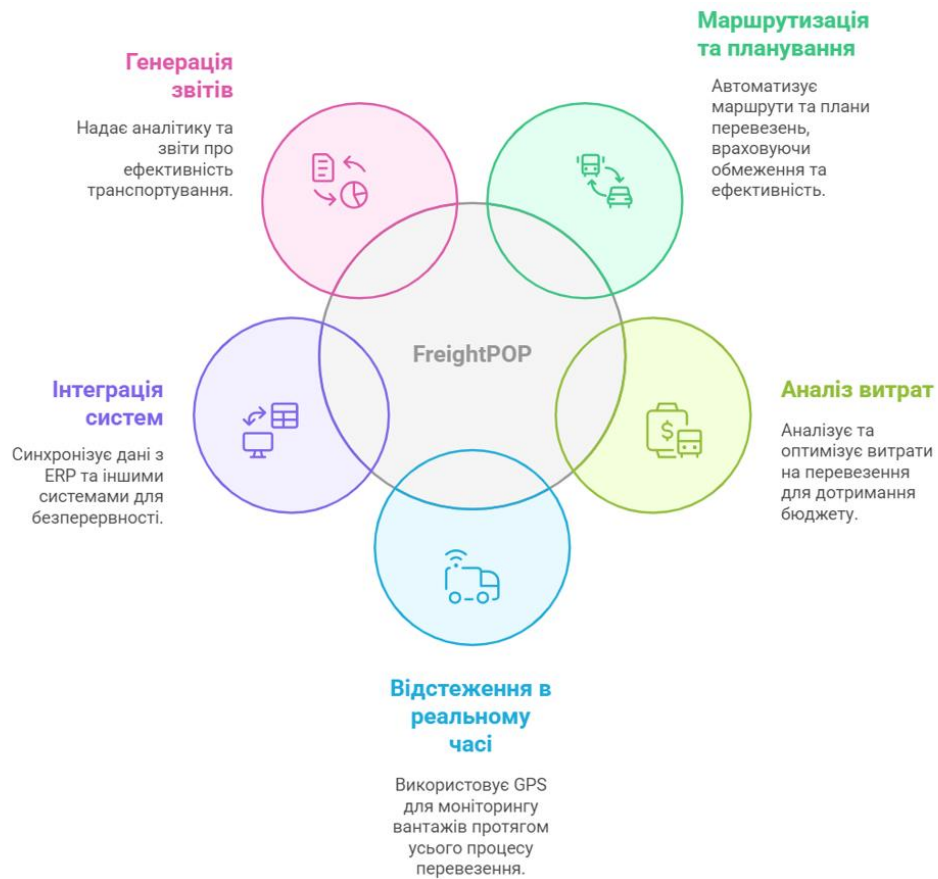 Маршрутизація
та планування
Автоматизує
маршрути та плани
перевезень,
враховуючи
обмеження та
ефективність.
Генерація
звітів
Надає аналітику та
звіти про
ефективність
транспортування.
FreightPOP
Інтеграція
систем
Синхронізує дані з
ERP та іншими
системами для
безперервності.
$
Аналіз витрат
Аналізує та
оптимізує витрати
на перевезення
для дотримання
бюджету.
Відстеження в
реальному
часі
Використовує GPS
для моніторингу
вантажів протягом
усього процесу
перевезення.